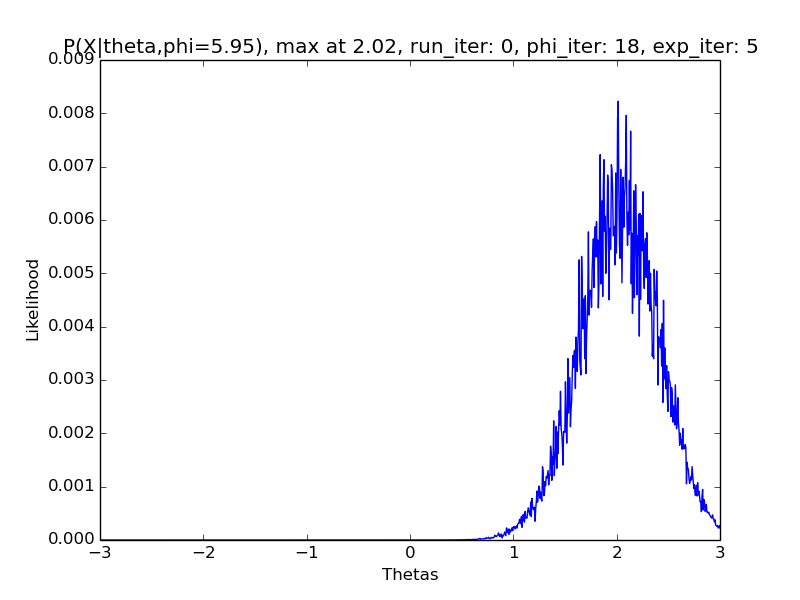 P(X|theta,phi=5.95), max at 2.02, run_iter: 0, phi_iter: 18, exp_iter: 5
0.009
0.008
0.007
0.006
0.005
0.004
0.003
0.002
0.001
0.000
Likelihood
−3 −2 −1 0 1 2 3
Thetas